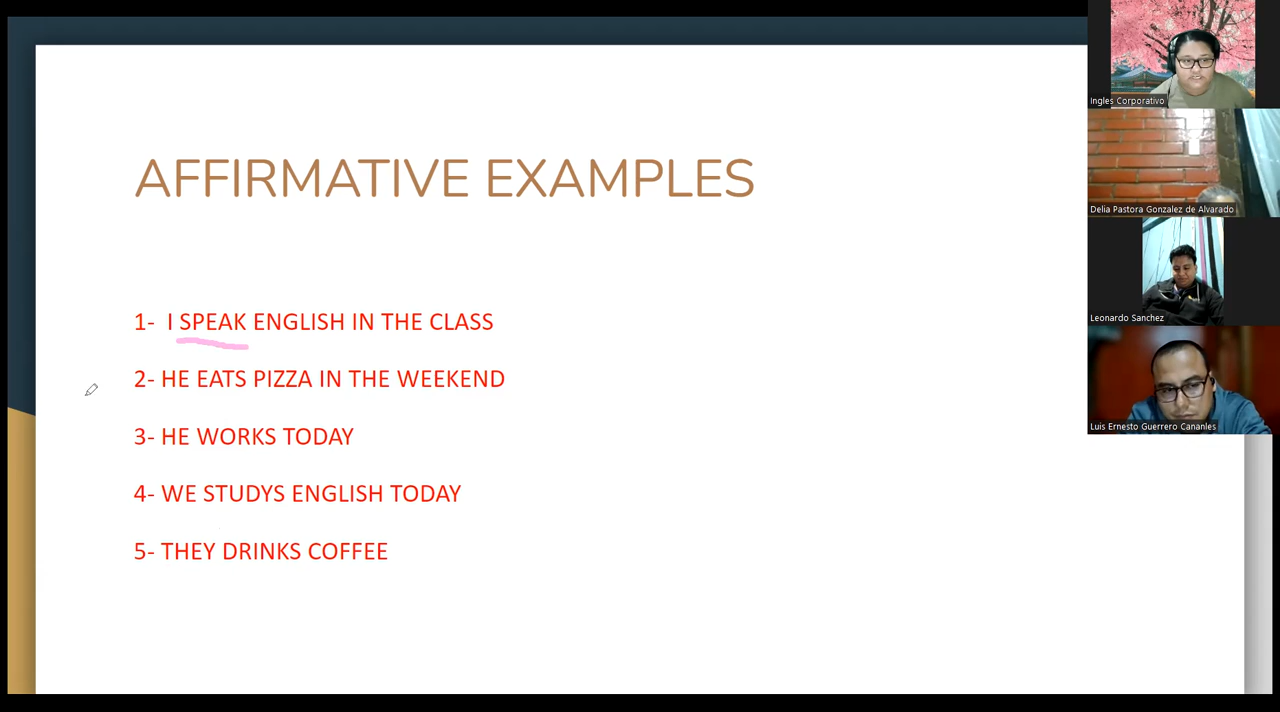 AFFIRMATIVE EXAMPLES
1- I SPEAK ENGLISH IN THE CLASS
2- HE EATS PIZZA IN THE WEEKEND
3- HE WORKS TODAY
4- WE STUDYS ENGLISH TODAY
5- THEY DRINKS COFFEE
Ingles Corporativo
Delia Pastora Gonzalez de Alvarado
Leonardo Sanchez
Luis Ernesto Guerrero Cananles